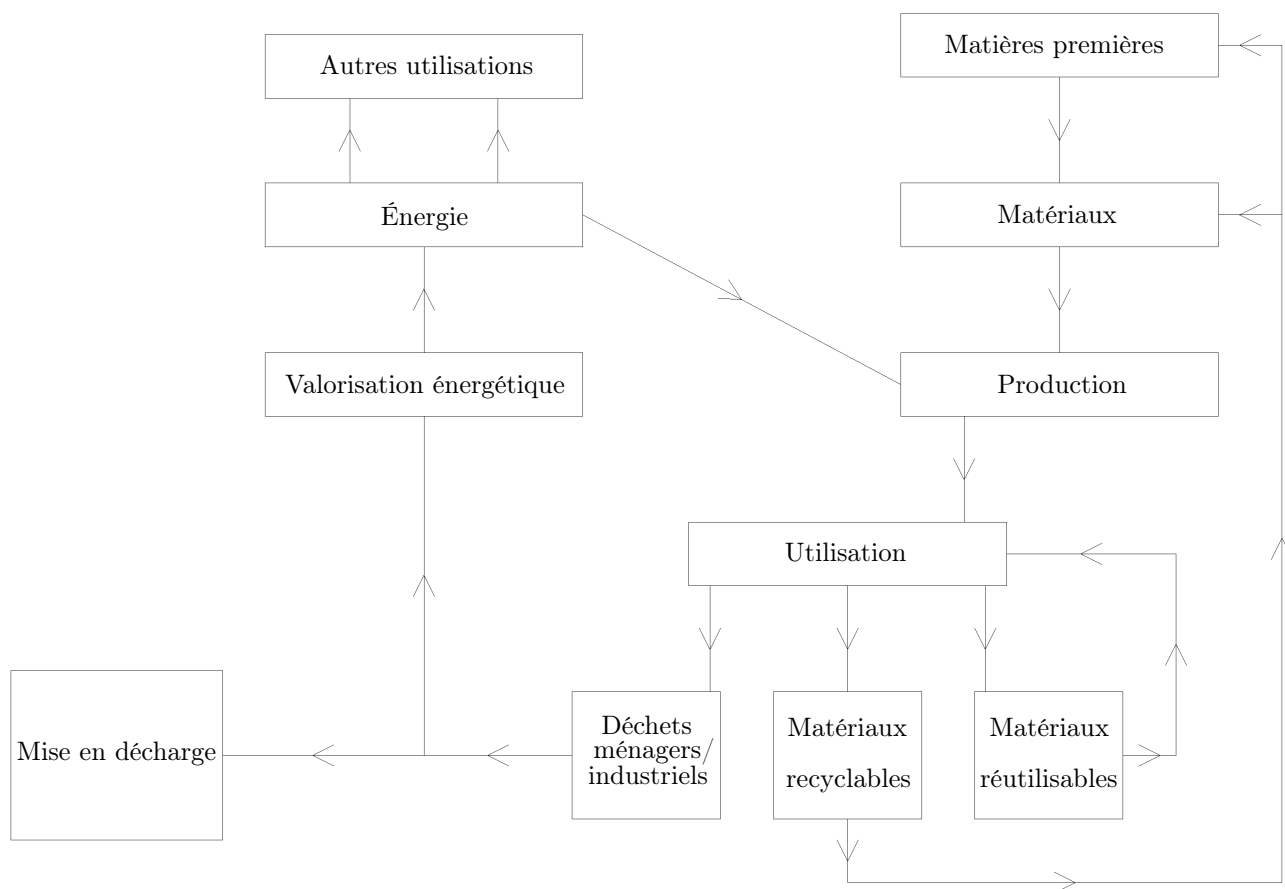 Autres utilisations
Matières premières
Énergie
Matériaux
Valorisation énergétique
Production
Utilisation
Mise en décharge
Déchets
ménagers/
industriels
Matériaux
recyclables
Matériaux
réutilisables